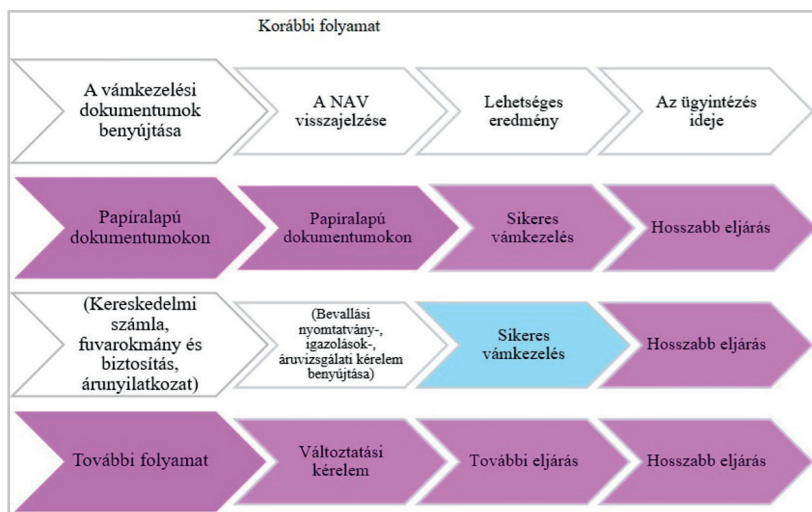 Korábbi folyamat
A vámkezelési
dokumentumok
benyújtása
A NAV
visszajelzése
Lehetséges
eredmény
Az ügyintézés
ideje
Papíralapú
dokumentumokon
Papíralapú
dokumentumokon
Sikeres
vámkezelés
Hosszabb eljárás
(Kereskedelmi
számla,
fuvarokmány és
biztosítás,
árunyilatkozat)
(Bevallási
nyomtatvány-,
igazolások-,
áruvizsgálati kérelem
benyújtása)
Sikeres
vámkezelés
Hosszabb eljárás
További folyamat
Változtatási
kérelem
További eljárás
Hosszabb eljárás